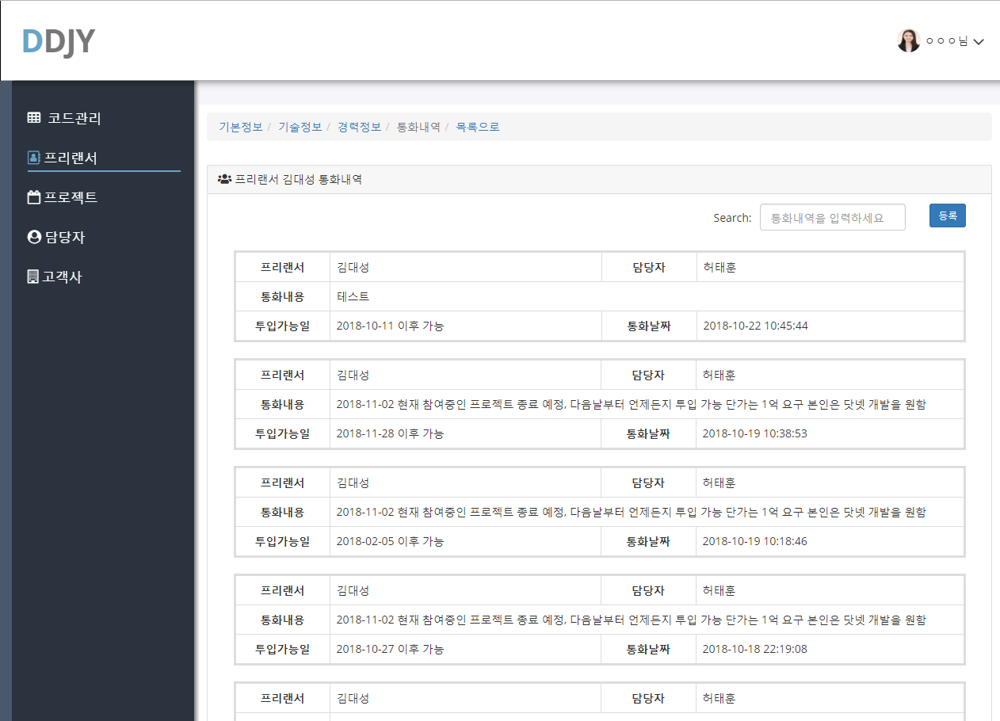 DDJY
ㅇㅇㅇ님
코드관리
프리랜서
프로젝트
담당자
고객사
기본정보 / 기술정보 / 경력정보 / 통화내역 / 목록으로
프리랜서 김대성 통화내역
Search: 통화내역을 입력하세요 등록
프리랜서 김대성 담당자 허태훈
통화내용 테스트
투입가능일 2018-10-11 이후 가능 통화날짜 2018-10-22 10:45:44
프리랜서 김대성 담당자 허태훈
통화내용 2018-11-02 현재 참여중인 프로젝트 종료 예정, 다음날부터 언제든지 투입 가능 단가는 1억 요구 본인은 닷넷 개발을 원함
투입가능일 2018-11-28 이후 가능 통화날짜 2018-10-19 10:38:53
프리랜서 김대성 담당자 허태훈
통화내용 2018-11-02 현재 참여중인 프로젝트 종료 예정, 다음날부터 언제든지 투입 가능 단가는 1억 요구 본인은 닷넷 개발을 원함
투입가능일 2018-02-05 이후 가능 통화날짜 2018-10-19 10:18:46
프리랜서 김대성 담당자 허태훈
통화내용 2018-11-02 현재 참여중인 프로젝트 종료 예정, 다음날부터 언제든지 투입 가능 단가는 1억 요구 본인은 닷넷 개발을 원함
투입가능일 2018-10-27 이후 가능 통화날짜 2018-10-18 22:19:08
프리랜서 김대성 담당자 허태훈